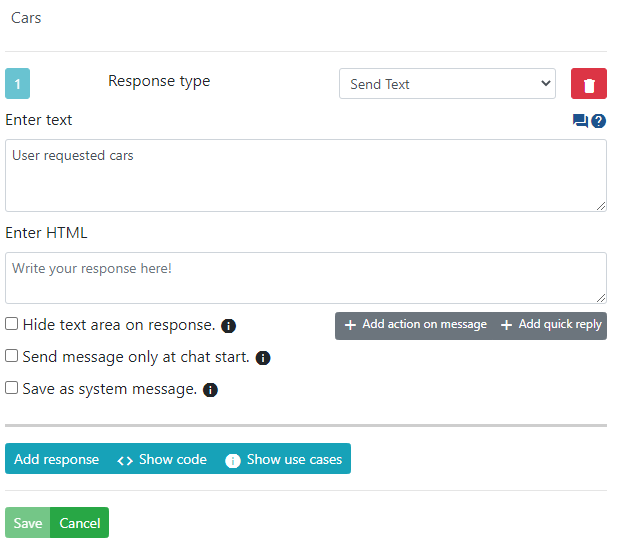 Cars
1 Response type Send Text
Enter text
User requested cars
Enter HTML
Write your response here!
Hide text area on response. Add action on message Add quick reply
Send message only at chat start.
Save as system message.
Add response Show code Show use cases
Save Cancel